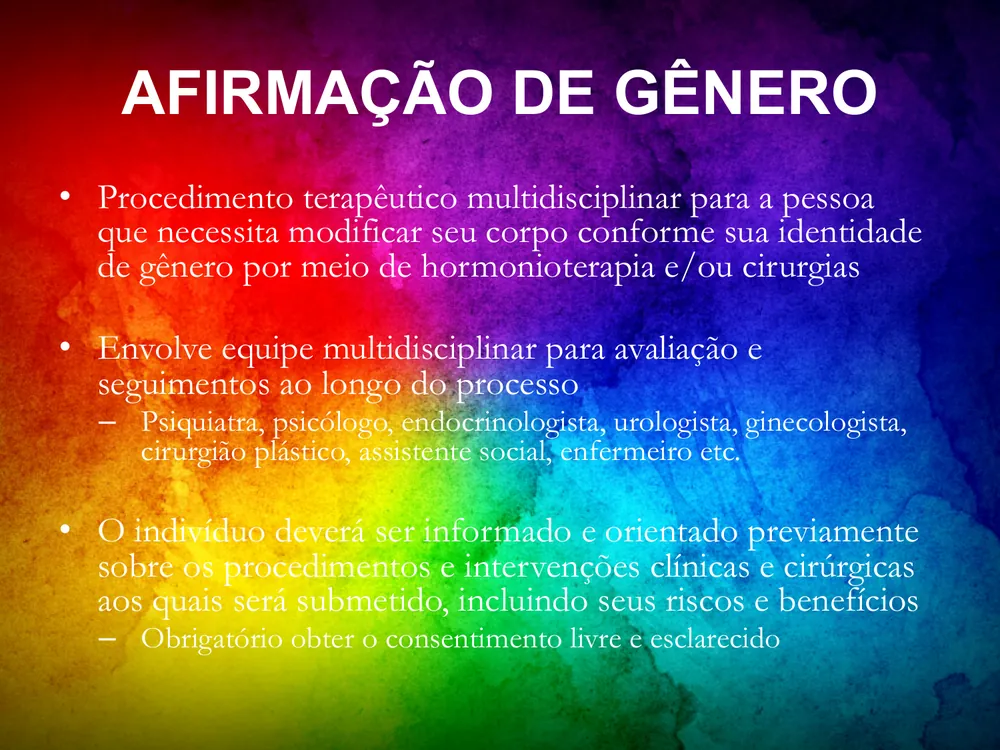 AFIRMAÇÃO DE GÊNERO
• Procedimento terapêutico multidisciplinar para a pessoa
que necessita modificar seu corpo conforme sua identidade
de gênero por meio de hormonioterapia e/ou cirurgias
• Envolve equipe multidisciplinar para avaliação e
seguimentos ao longo do processo
– Psiquiatra, psicólogo, endocrinologista, urologista, ginecologista,
cirurgião plástico, assistente social, enfermeiro etc.
• O indivíduo deverá ser informado e orientado previamente
sobre os procedimentos e intervenções clínicas e cirúrgicas
aos quais será submetido, incluindo seus riscos e benefícios
– Obrigatório obter o consentimento livre e esclarecido